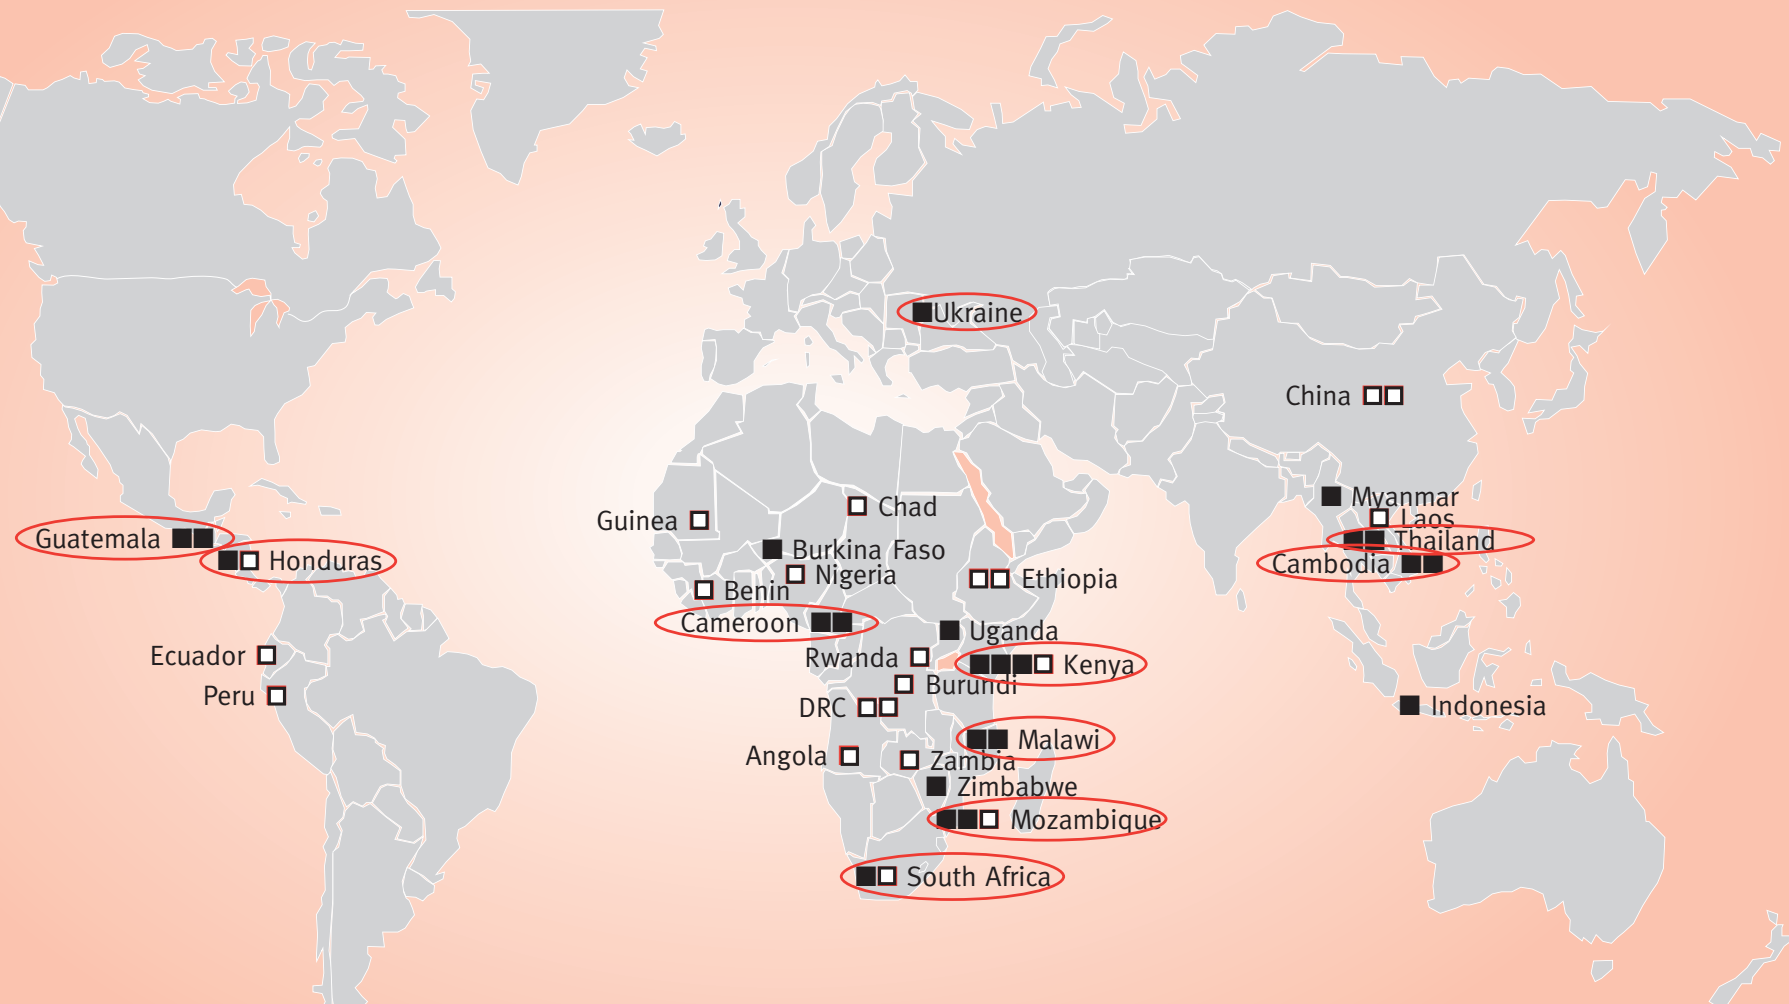 Ukraine
China
Myanmar
Chad
Guinea
Laos
Guatemala
Thailand
Burkina Faso
Honduras
Cambodia
Nigeria
Ethiopia
Benin
Cameroon
Uganda
Ecuador
Rwanda
Kenya
Burundi
Peru
DRC
Indonesia
Malawi
Angola
Zambia
Zimbabwe
Mozambique
South Africa